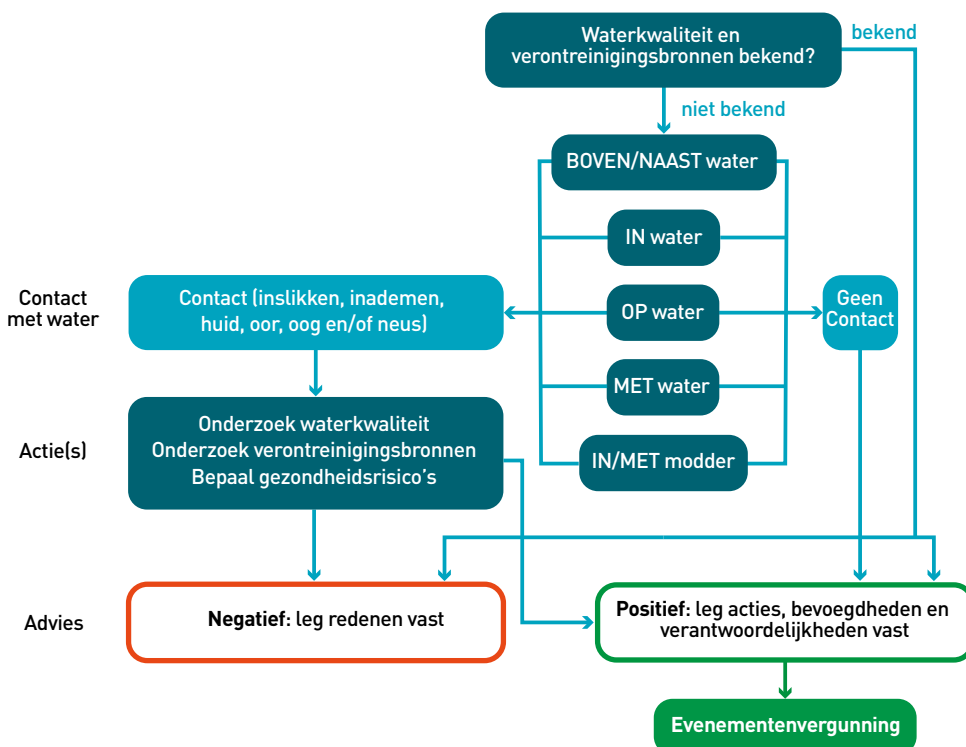 Waterkwaliteit en
verontreinigingsbronnen bekend?
bekend
niet bekend
BOVEN/NAAST water
IN water
Contact
met water
Contact (inslikken, inademen,
huid, oor, oog en/of neus)
OP water
Geen
Contact
MET water
Actie(s)
Onderzoek waterkwaliteit
Onderzoek verontreinigingsbronnen
Bepaal gezondheidsrisico's
IN/MET modder
Advies
Negatief: leg redenen vast
Positief: leg acties, bevoegdheden en
verantwoordelijkheden vast
Evenementenvergunning